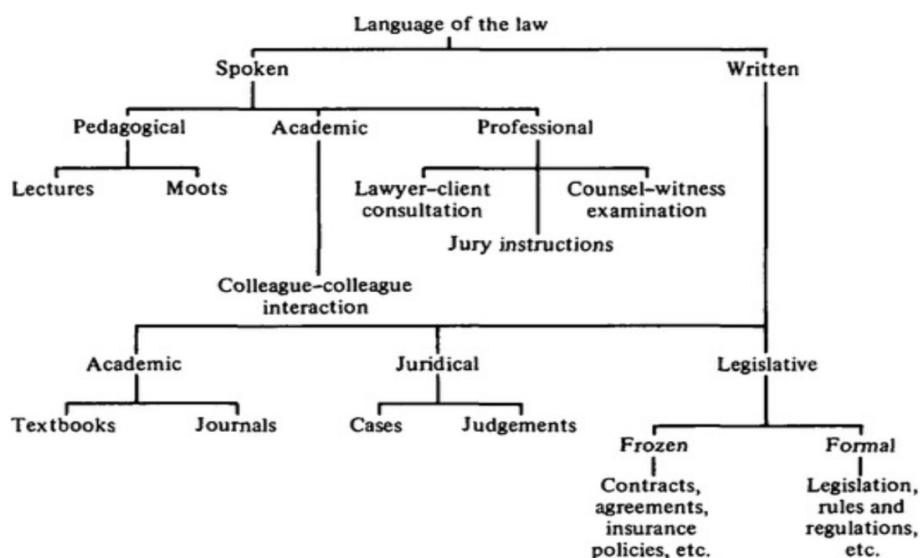 Language of the law
Spoken
Written
Pedagogical
Academic
Professional
Lectures
Moots
Lawyer–client
consultation
Counsel–witness
examination
Jury instructions
Colleague–colleague
interaction
Academic
Juridical
Legislative
Textbooks
Journals
Cases
Judgements
Frozen
Formal
Contracts,
agreements,
insurance
policies, etc.
Legislation,
rules and
regulations,
etc.